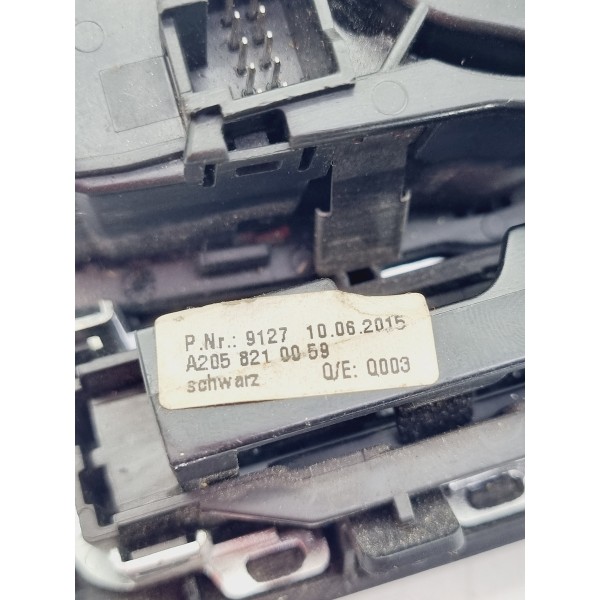 P.Nr.: 9127 10.06.2015
A205 821 00 59
schwarz Q/E: Q003